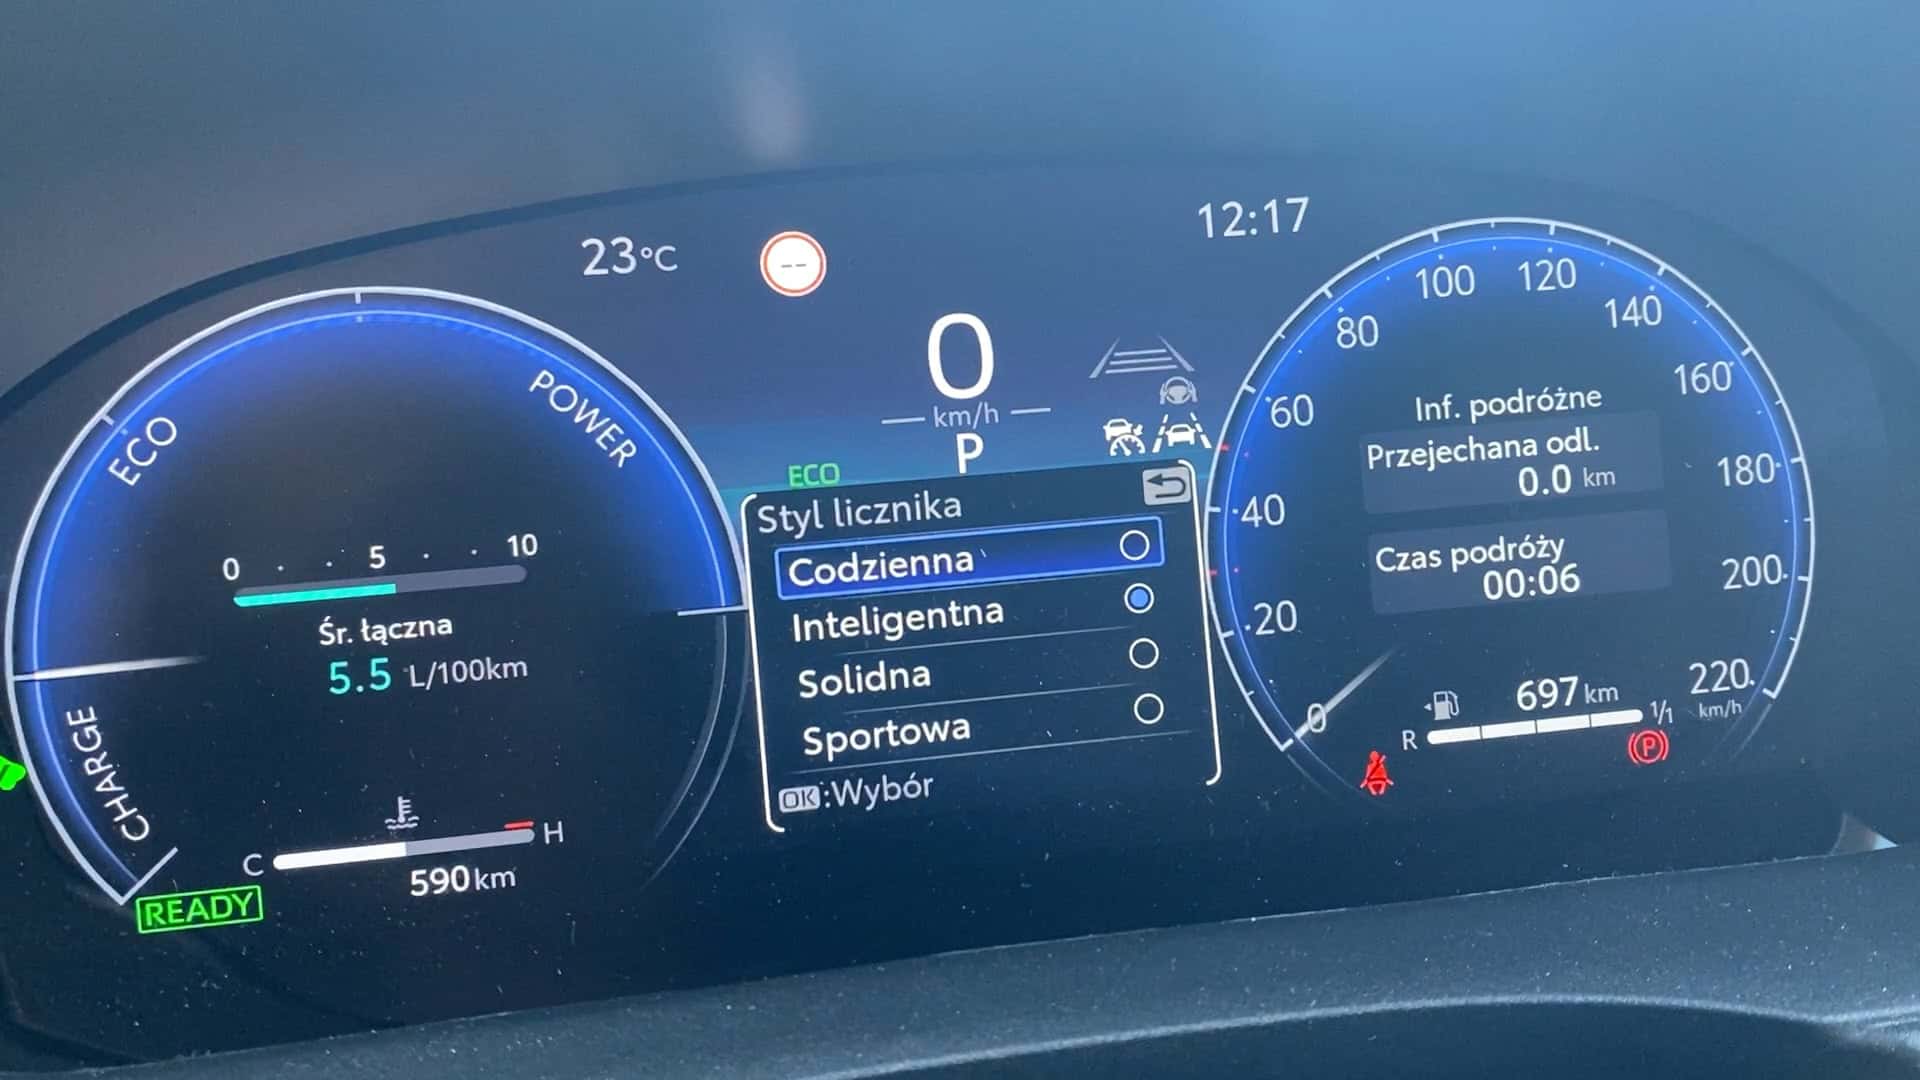 23°C
--
12:17
0
km/h
P
ECO
ECO
POWER
CHARGE
0 5 10
Śr. łączna
5.5 L/100km
C H
590 km
READY
Styl licznika
Codzienna
Inteligentna
Solidna
Sportowa
OK:Wybór
0
20
40
60
80
100
120
140
160
180
200
220
km/h
Inf. podróżne
Przejechana odl.
0.0 km
Czas podróży
00:06
697 km
R 1/1
P